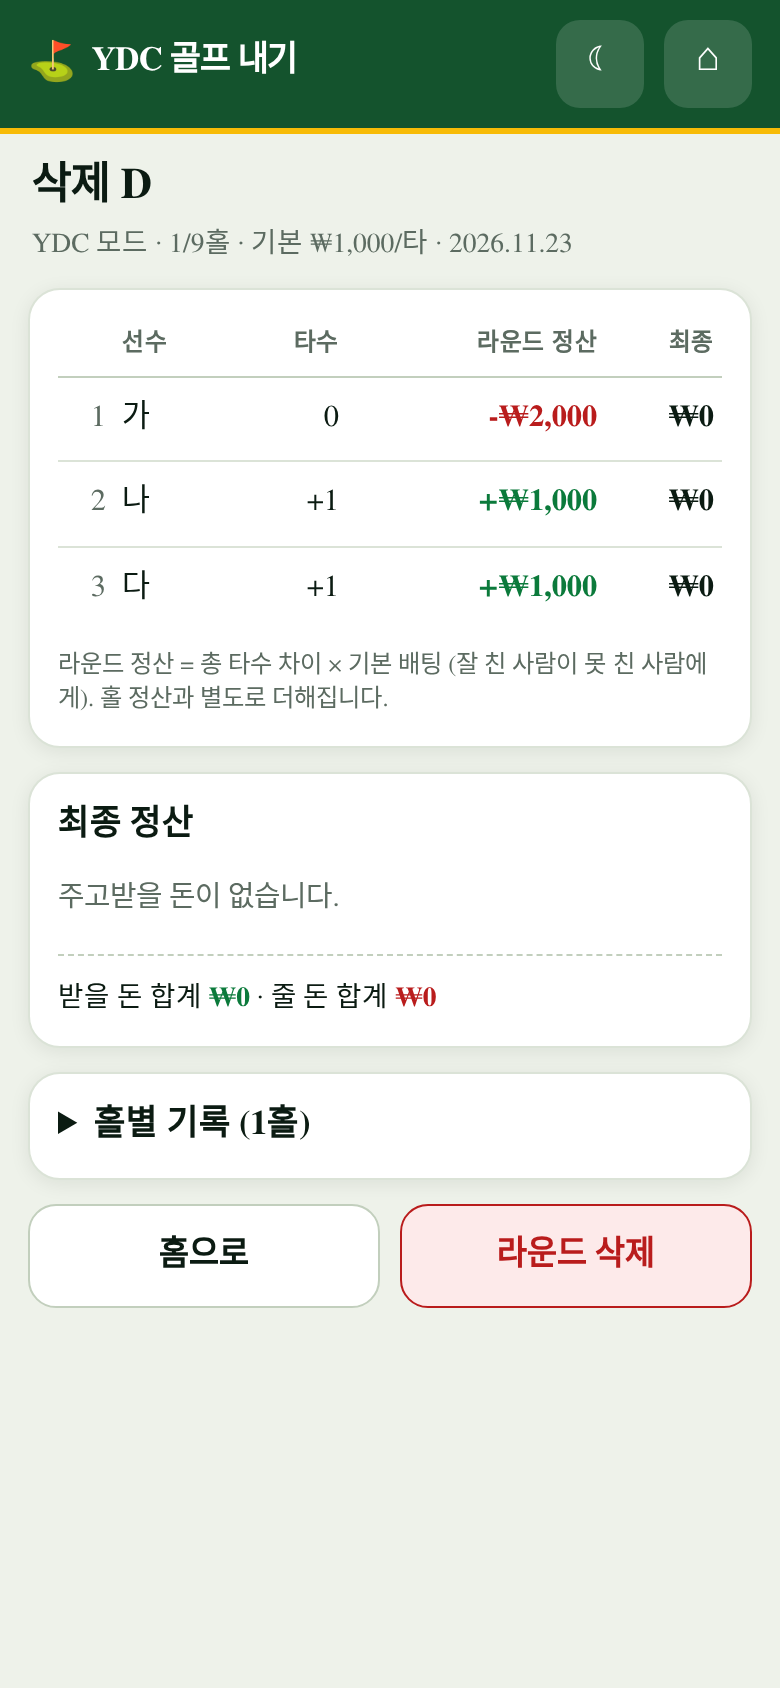 YDC 골프 내기
삭제 D
YDC 모드 · 1/9홀 · 기본 ₩1,000/타 · 2026.11.23
선수 타수 라운드 정산 최종
1 가 0 -₩2,000 ₩0
2 나 +1 +₩1,000 ₩0
3 다 +1 +₩1,000 ₩0
라운드 정산 = 총 타수 차이 × 기본 배팅 (잘 친 사람이 못 친 사람에
게). 홀 정산과 별도로 더해집니다.
최종 정산
주고받을 돈이 없습니다.
받을 돈 합계 ₩0 · 줄 돈 합계 ₩0
▶ 홀별 기록 (1홀)
홈으로
라운드 삭제